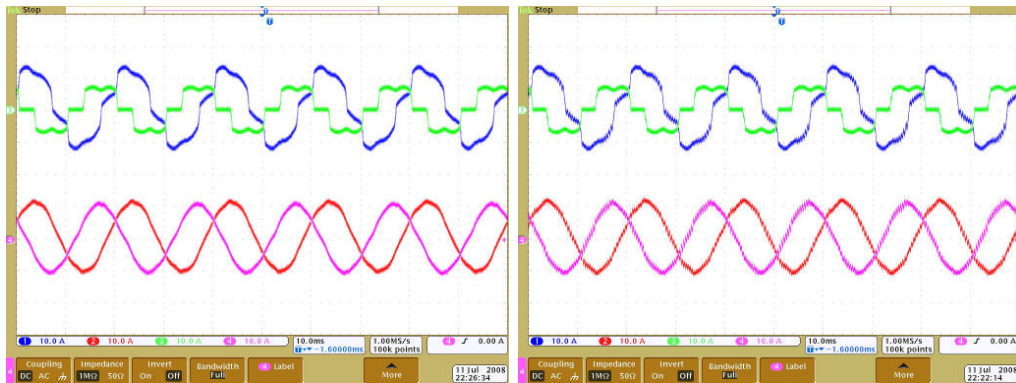 Stop
1 10.0 A 2 10.0 A 3 10.0 A 4 10.0 A 10.0ms 1.00MS/s 4 0.00 A
-1.60000ms 100k points
Coupling Impedance Invert Bandwidth 4 Label More
DC AC 1MΩ 50Ω On Off Full
11 Jul 2008
22:26:34
Stop
1 10.0 A 2 10.0 A 3 10.0 A 4 10.0 A 10.0ms 1.00MS/s 4 0.00 A
-1.60000ms 100k points
Coupling Impedance Invert Bandwidth 4 Label More
DC AC 1MΩ 50Ω On Off Full
11 Jul 2008
22:22:14